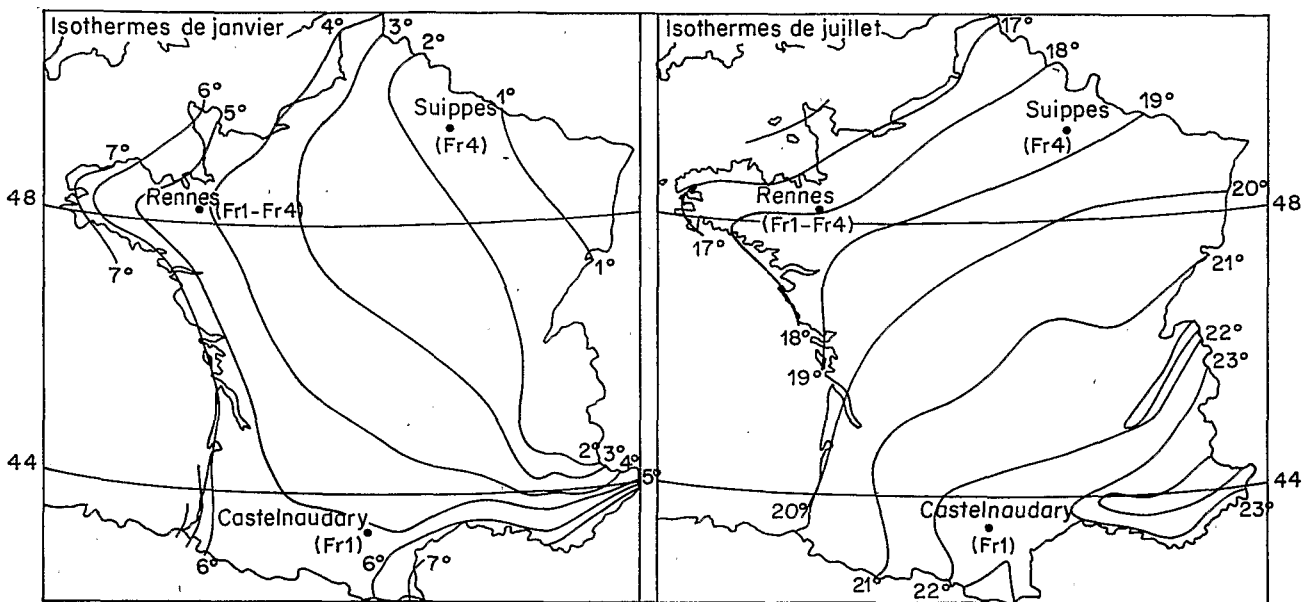 Isothermes de janvier
4° 3°
2°
6°
5°
Suippes
1°
(Fr4)
7°
Rennes
(Fr1-Fr4)
48
7°
1°
44
2° 3° 4°
5°
Castelnaudary
(Fr1)
6°
6°
7°
Isothermes de juillet
17°
18°
Suippes
19°
(Fr4)
Rennes
20°
48
(Fr1-Fr4)
17°
21°
18°
22°
19°
23°
44
20°
Castelnaudary
23°
(Fr1)
21°
22°